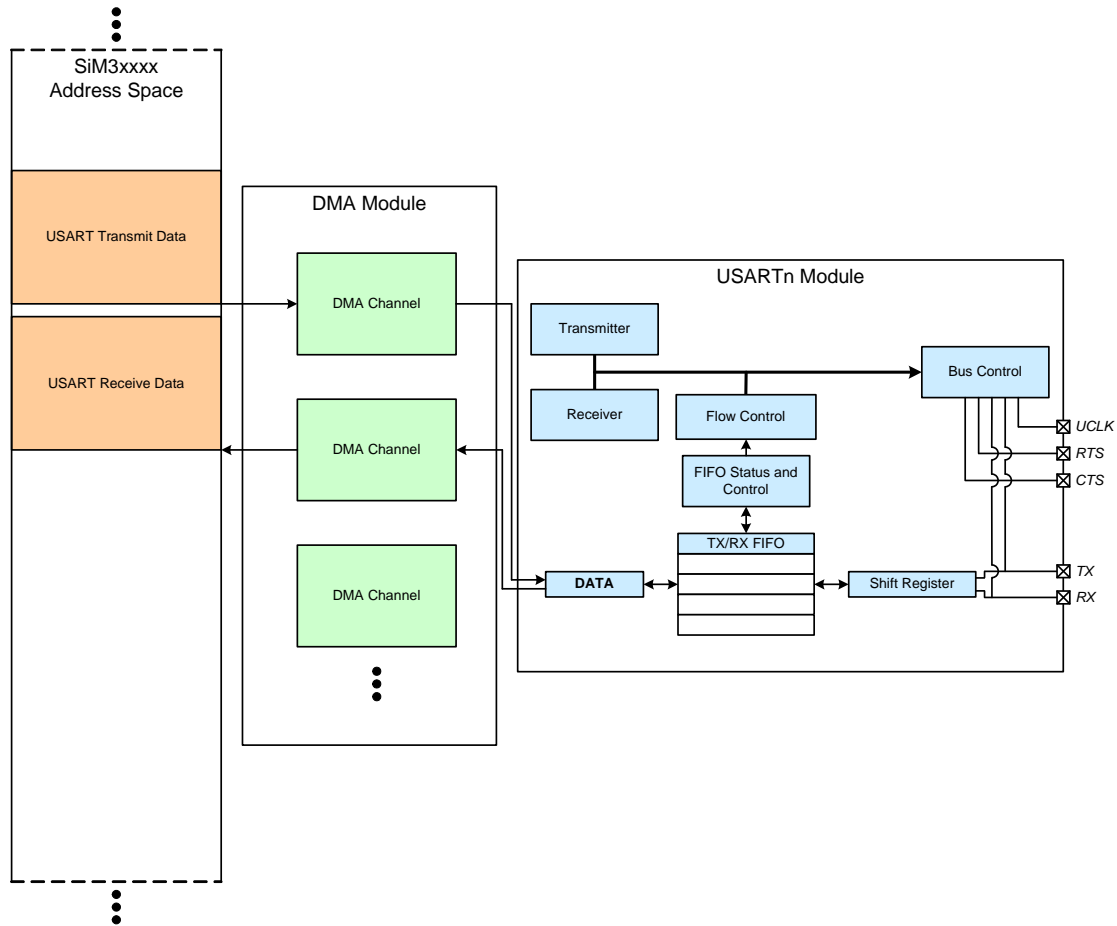 SiM3xxxx
Address Space
USART Transmit Data
USART Receive Data
DMA Module
DMA Channel
DMA Channel
DMA Channel
USARTn Module
Transmitter
Receiver
Flow Control
FIFO Status and
Control
TX/RX FIFO
DATA
Shift Register
Bus Control
UCLK
RTS
CTS
TX
RX